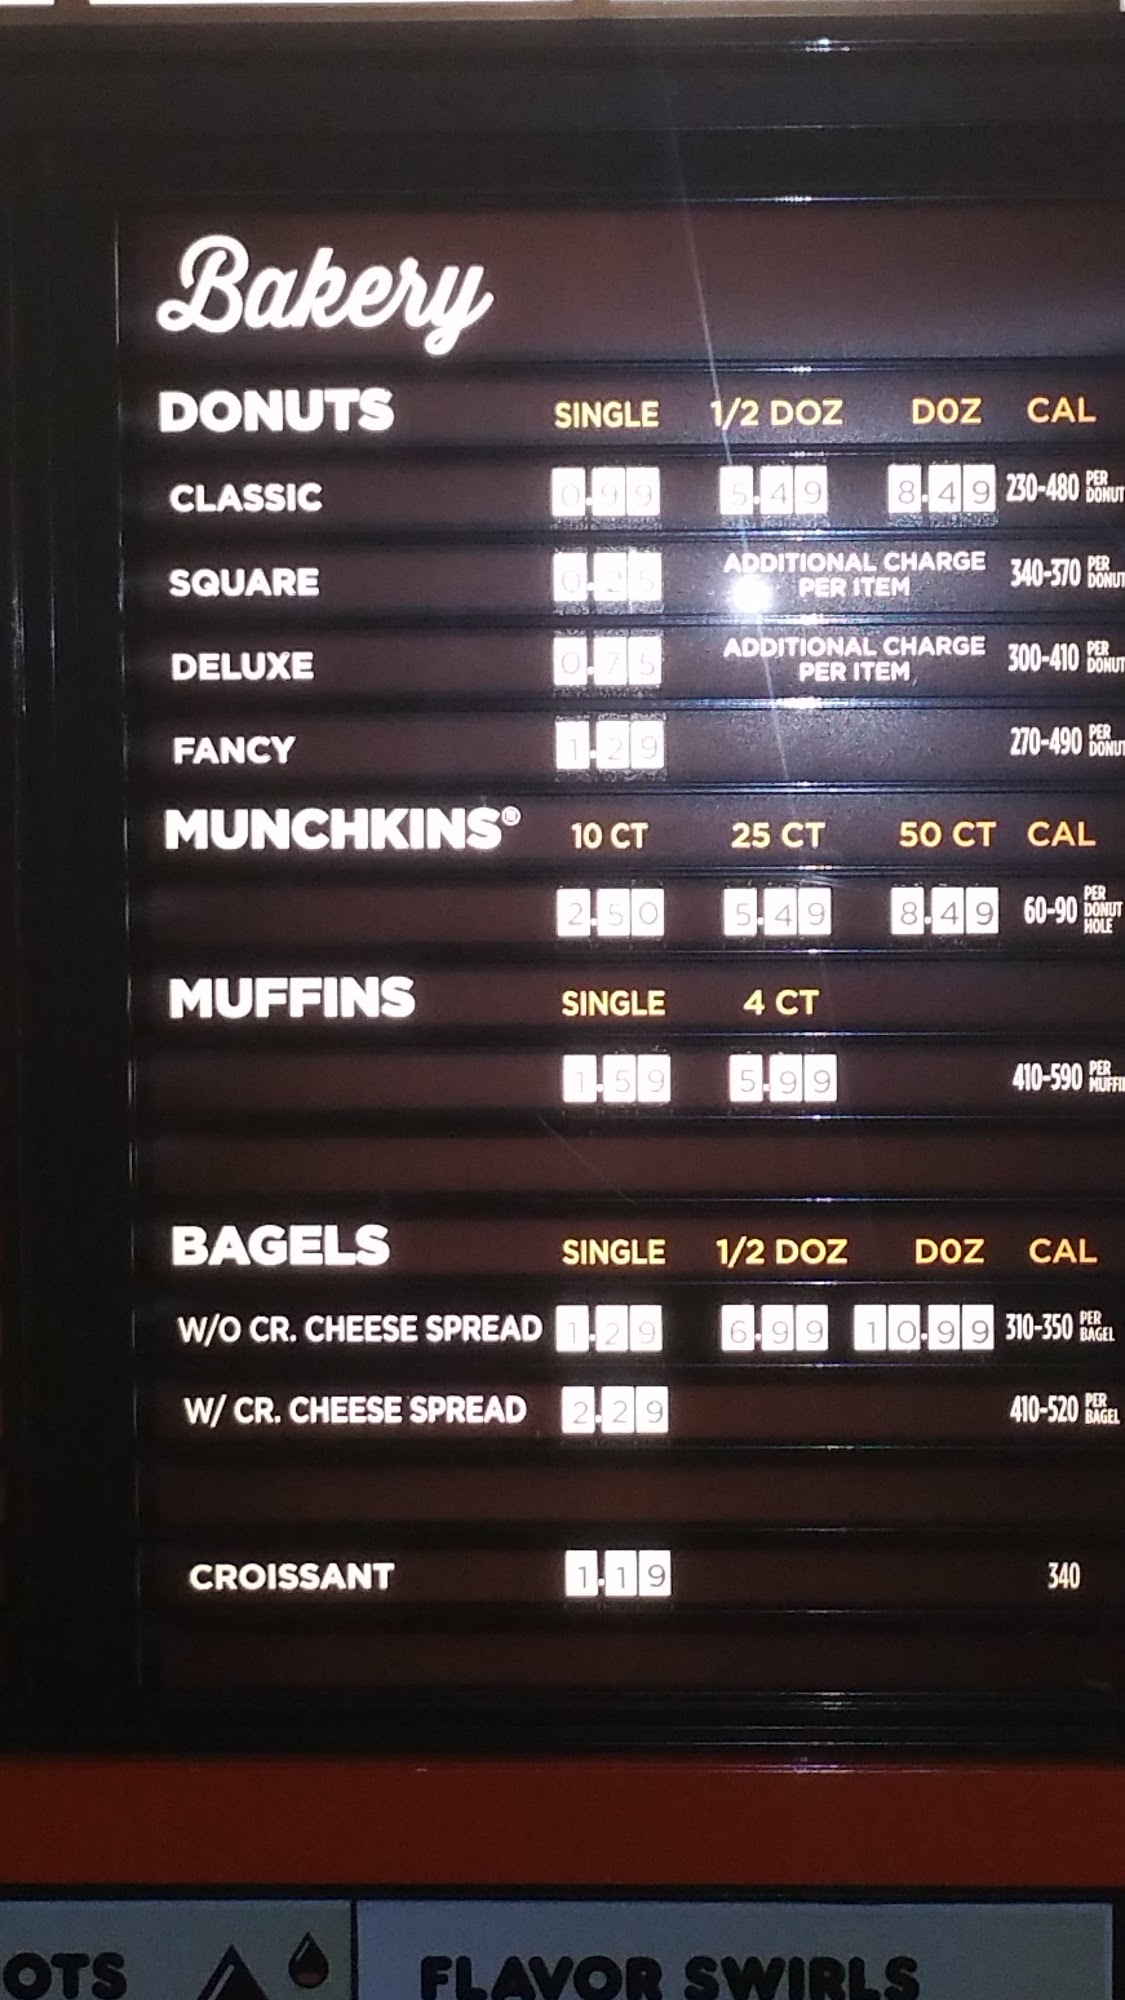 Bakery
DONUTS SINGLE 1/2 DOZ DOZ CAL
CLASSIC 0.99 5.49 8.49 230-480 PER DONUT
SQUARE 0.25 ADDITIONAL CHARGE PER ITEM 340-370 PER DONUT
DELUXE 0.75 ADDITIONAL CHARGE PER ITEM 300-410 PER DONUT
FANCY 1.29 270-490 PER DONUT
MUNCHKINS® 10 CT 25 CT 50 CT CAL
2.50 5.49 8.49 60-90 PER DONUT HOLE
MUFFINS SINGLE 4 CT
1.59 5.99 410-590 PER MUFFI
BAGELS SINGLE 1/2 DOZ DOZ CAL
W/O CR. CHEESE SPREAD 1.29 6.99 10.99 310-350 PER BAGEL
W/ CR. CHEESE SPREAD 2.29 410-520 PER BAGEL
CROISSANT 1.19 340
OTS FLAVOR SWIRLS